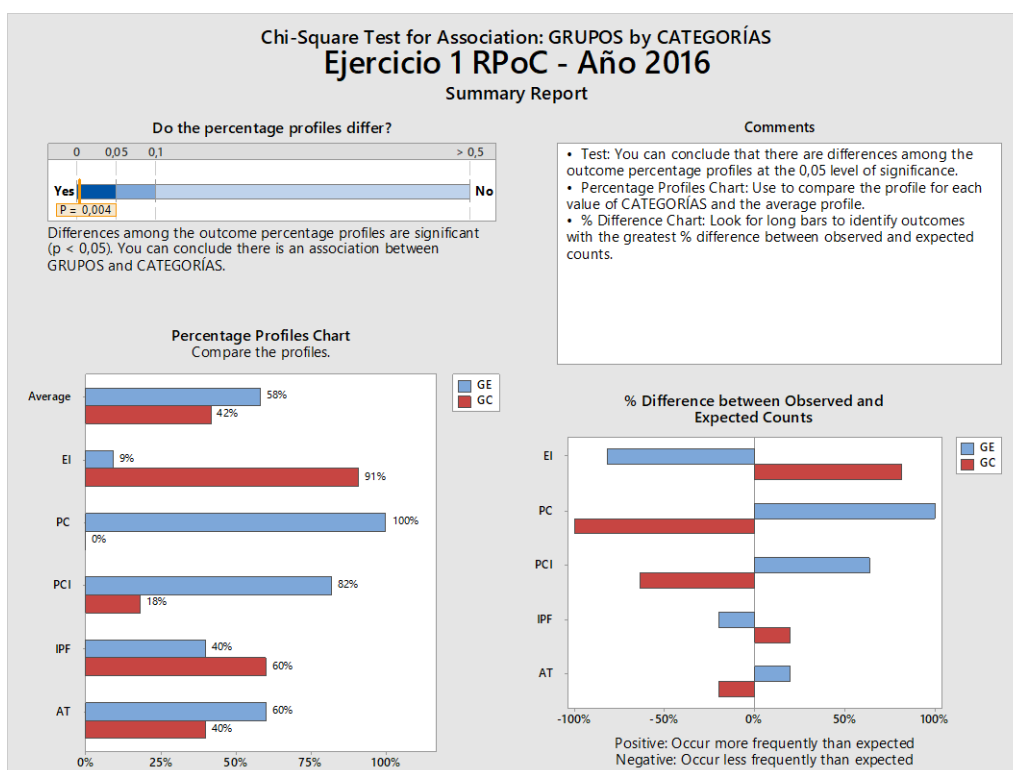 Chi-Square Test for Association: GRUPOS by CATEGORÍAS
Ejercicio 1 RPoC - Año 2016
Summary Report
Do the percentage profiles differ?
0 0,05 0,1 > 0,5
Yes No
P = 0,004
Differences among the outcome percentage profiles are significant
(p < 0,05). You can conclude there is an association between
GRUPOS and CATEGORÍAS.
Comments
• Test: You can conclude that there are differences among the
outcome percentage profiles at the 0,05 level of significance.
• Percentage Profiles Chart: Use to compare the profile for each
value of CATEGORÍAS and the average profile.
• % Difference Chart: Look for long bars to identify outcomes
with the greatest % difference between observed and expected
counts.
Percentage Profiles Chart
Compare the profiles.
GE
GC
Average 58%
42%
EI 9%
91%
PC 100%
0%
PCI 82%
18%
IPF 40%
60%
AT 60%
40%
0% 25% 50% 75% 100%
% Difference between Observed and
Expected Counts
GE
GC
EI
PC
PCI
IPF
AT
-100% -50% 0% 50% 100%
Positive: Occur more frequently than expected
Negative: Occur less frequently than expected